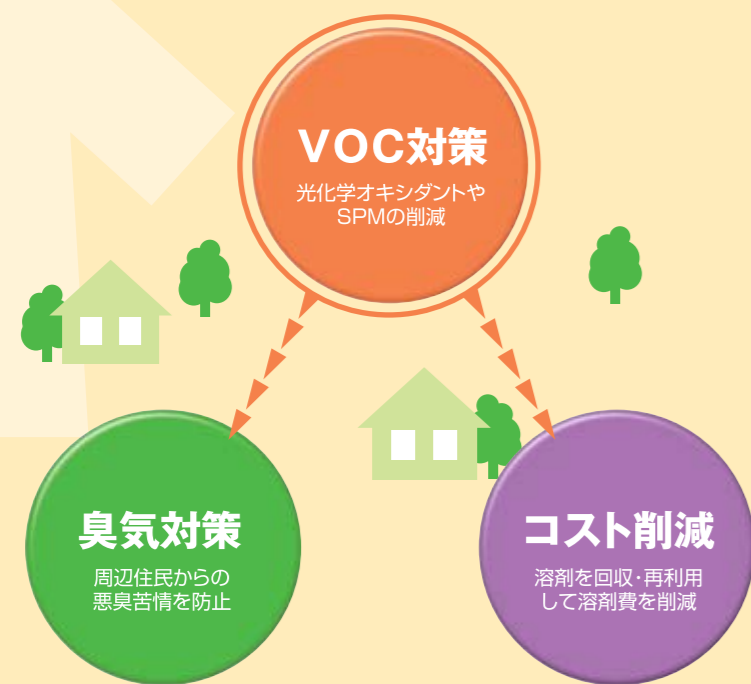 VOC対策
光化学オキシダントや
SPMの削減
臭気対策
周辺住民からの
悪臭苦情を防止
コスト削減
溶剤を回収・再利用
して溶剤費を削減